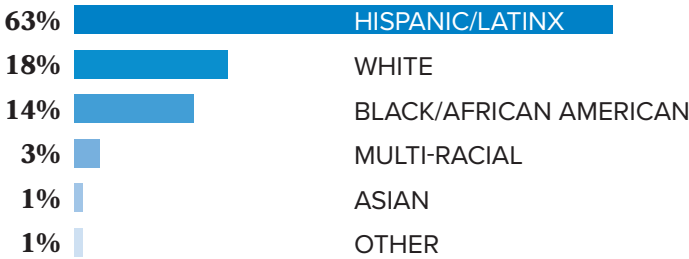 63% HISPANIC/LATINX
18% WHITE
14% BLACK/AFRICAN AMERICAN
3% MULTI-RACIAL
1% ASIAN
1% OTHER